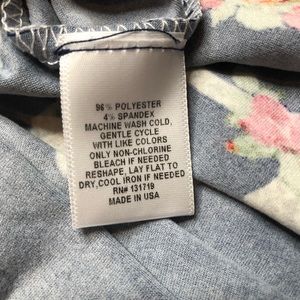 96% POLYESTER
4% SPANDEX
MACHINE WASH COLD,
GENTLE CYCLE
WITH LIKE COLORS
ONLY NON-CHLORINE
BLEACH IF NEEDED
RESHAPE, LAY FLAT TO
DRY,COOL IRON IF NEEDED
RN# 131719
MADE IN USA